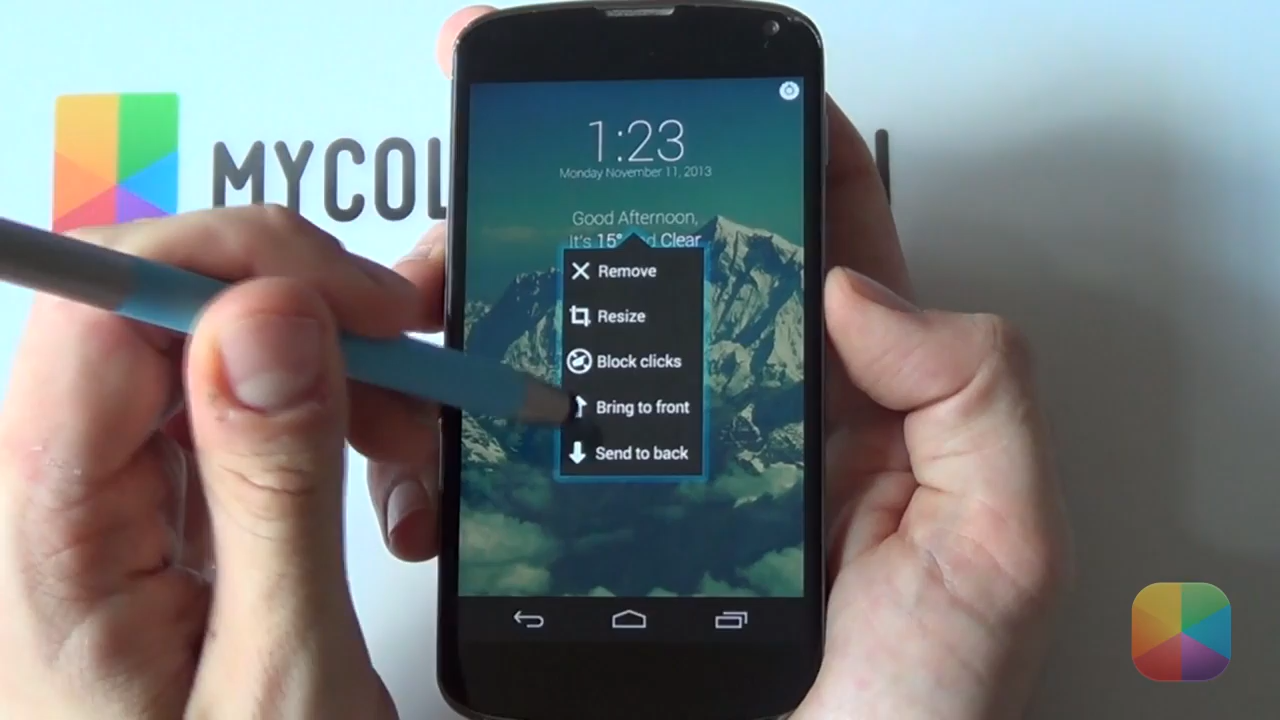 MYCOL
1:23
Monday November 11, 2013
Good Afternoon,
It's 15° Clear
Remove
Resize
Block clicks
Bring to front
Send to back